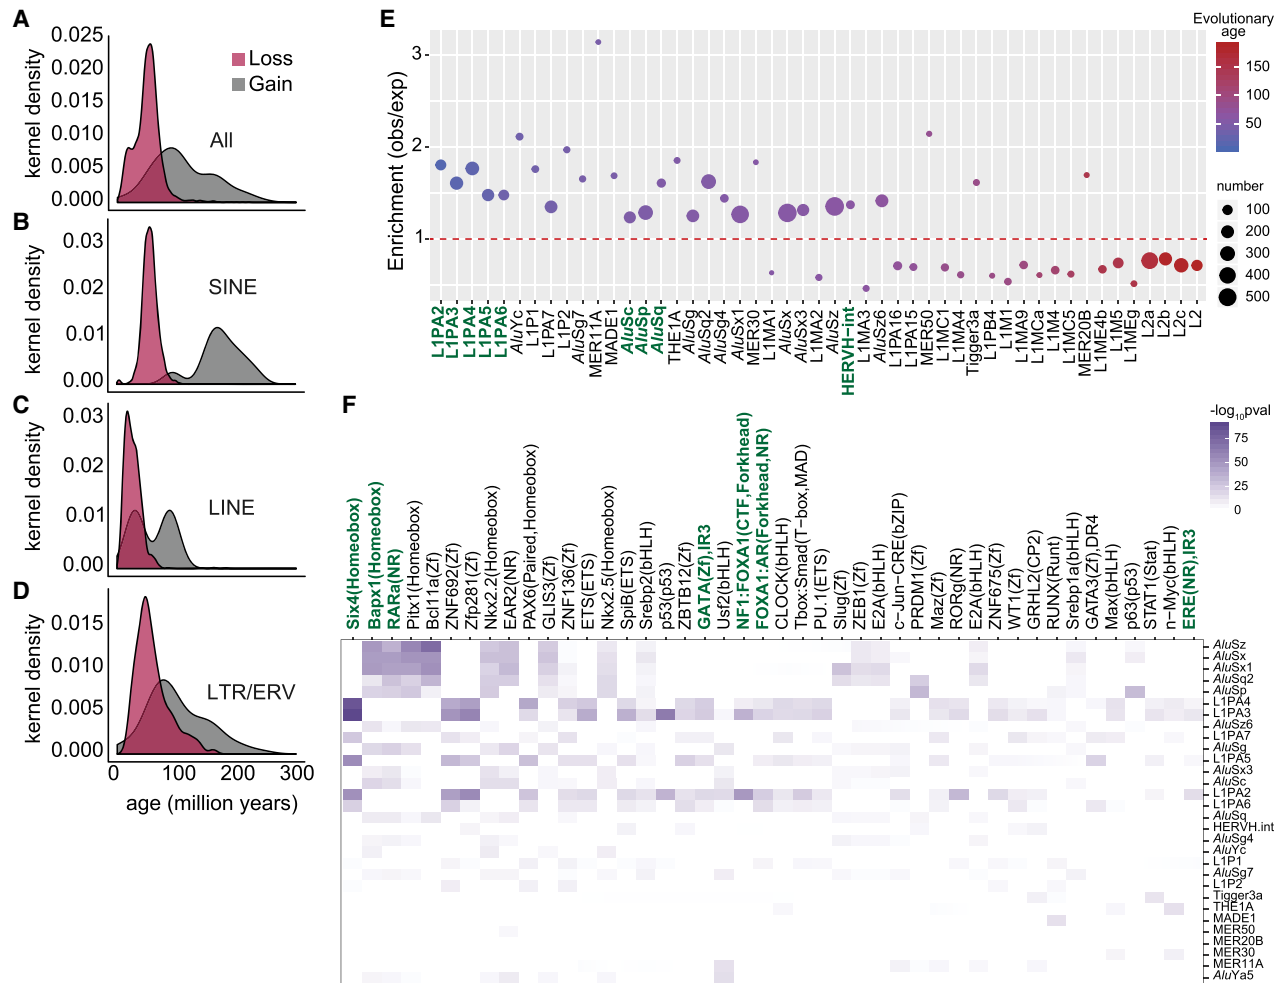 A
0.025
0.020
0.015
0.010
0.005
0.000
kernel density
Loss
Gain
All
B
0.03
0.02
0.01
0.00
kernel density
SINE
C
0.03
0.02
0.01
0.00
kernel density
LINE
D
0.015
0.010
0.005
0.000
kernel density
LTR/ERV
0
100
200
300
age (million years)
E
Enrichment (obs/exp)
3
2
1
L1PA2
L1PA3
L1PA4
L1PA5
L1PA6
AluYc
L1P1
L1PA7
L1P2
AluSg7
MER11A
MADE1
AluSc
AluSp
AluSq
THE1A
AluSg
AluSq2
AluSg4
AluSx1
MER30
L1MA1
AluSx
AluSx3
L1MA2
AluSz
HERVH−int
L1MA3
AluSz6
L1PA16
L1PA15
MER50
L1MC1
L1MA4
Tigger3a
L1PB4
L1M1
L1MA9
L1MCa
L1M4
L1MC5
MER20B
L1ME4b
L1M5
L1MEg
L2a
L2b
L2c
L2
Evolutionary
age
150
100
50
number
100
200
300
400
500
F
Six4(Homeobox)
Bapx1(Homeobox)
RARa(NR)
Pitx1(Homeobox)
Bcl11a(Zf)
ZNF692(Zf)
Zfp281(Zf)
Nkx2.2(Homeobox)
EAR2(NR)
PAX6(Paired,Homeobox)
GLIS3(Zf)
ZNF136(Zf)
ETS(ETS)
Nkx2.5(Homeobox)
SpiB(ETS)
Srebp2(bHLH)
p53(p53)
ZBTB12(Zf)
GATA(Zf),IR3
Usf2(bHLH)
NF1:FOXA1(CTF,Forkhead)
FOXA1:AR(Forkhead,NR)
CLOCK(bHLH)
Tbox:Smad(T−box,MAD)
PU.1(ETS)
Slug(Zf)
ZEB1(Zf)
E2A(bHLH)
c−Jun−CRE(bZIP)
PRDM1(Zf)
Maz(Zf)
RORg(NR)
E2A(bHLH)
ZNF675(Zf)
WT1(Zf)
GRHL2(CP2)
RUNX(Runt)
Srebp1a(bHLH)
GATA3(Zf),DR4
Max(bHLH)
p63(p53)
STAT1(Stat)
n−Myc(bHLH)
ERE(NR),IR3
AluSz
AluSx
AluSx1
AluSq2
AluSp
L1PA4
L1PA3
AluSz6
L1PA7
AluSg
L1PA5
AluSx3
AluSc
L1PA2
L1PA6
AluSq
HERVH.int
AluSg4
AluYc
L1P1
AluSg7
L1P2
Tigger3a
THE1A
MADE1
MER50
MER20B
MER30
MER11A
AluYa5
-log10pval
75
50
25
0